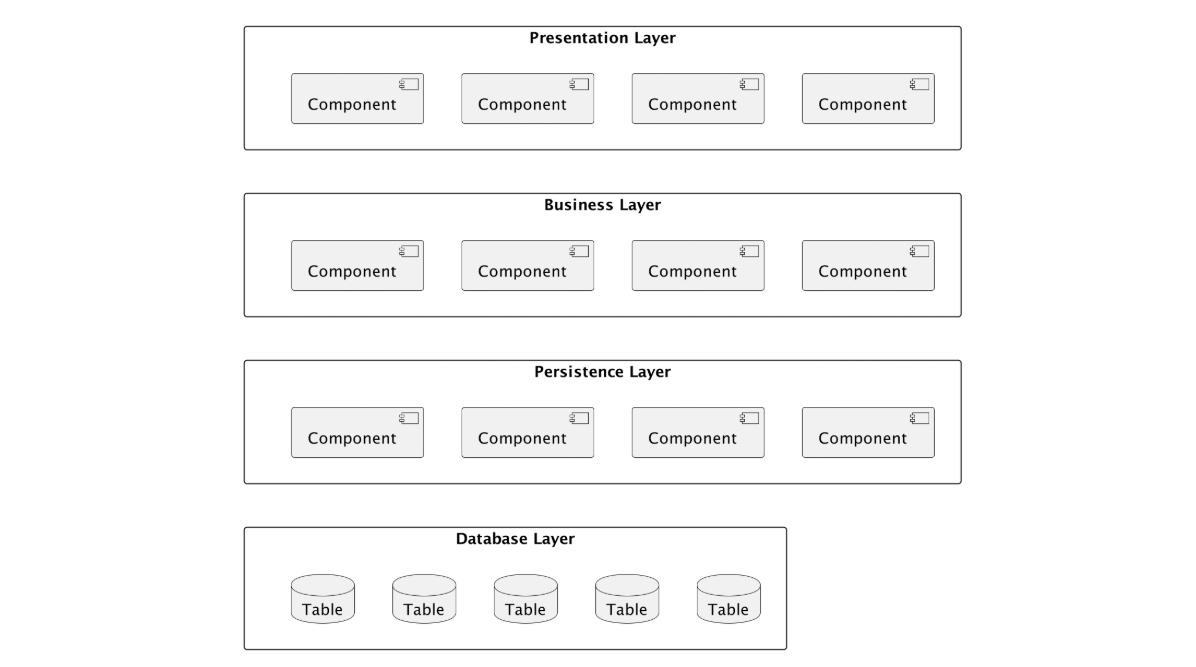 Presentation Layer
Component Component Component Component
Business Layer
Component Component Component Component
Persistence Layer
Component Component Component Component
Database Layer
Table Table Table Table Table